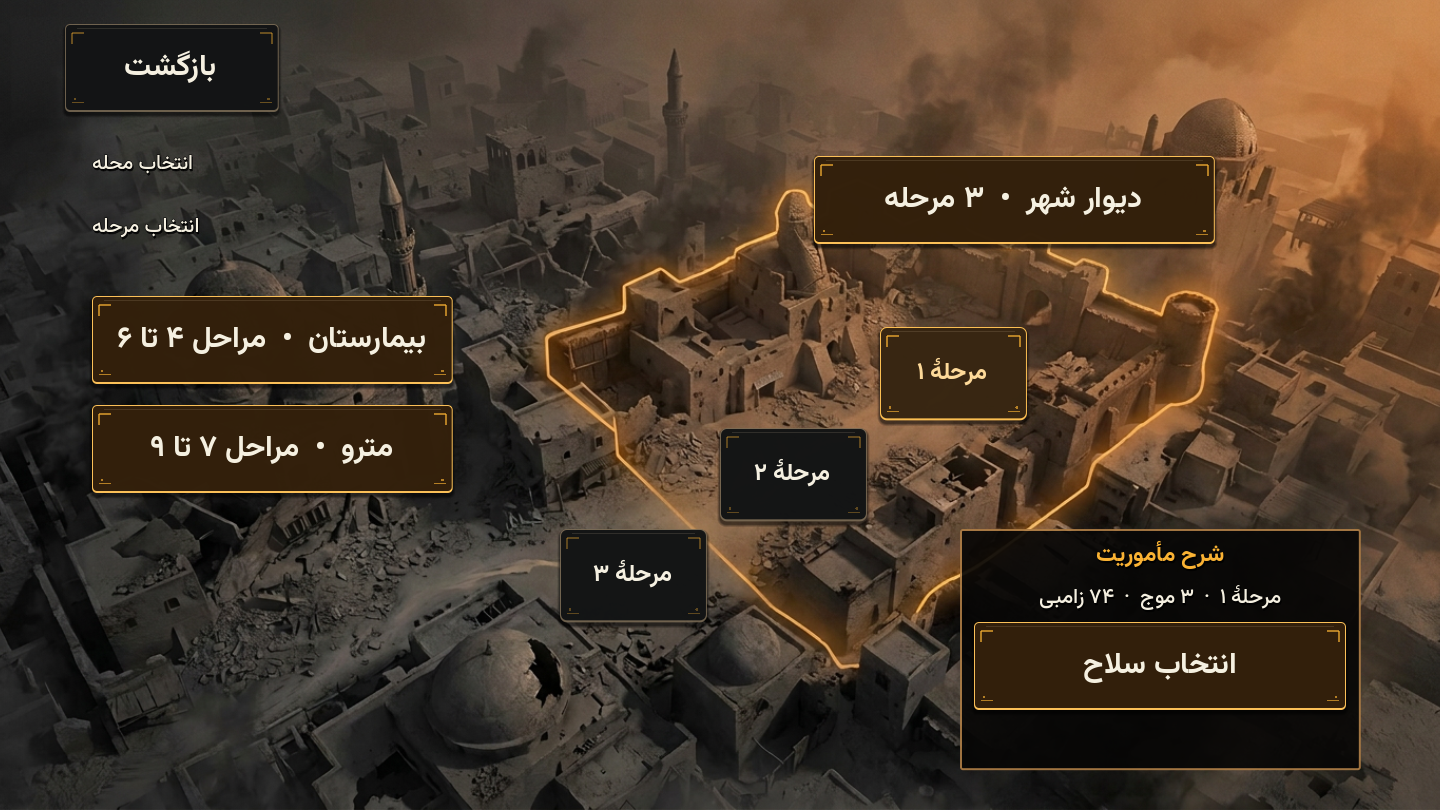 بازگشت
انتخاب محله
انتخاب مرحله
دیوار شهر • ۳ مرحله
بیمارستان • مراحل ۴ تا ۶
مترو • مراحل ۷ تا ۹
مرحلهٔ ۱
مرحلهٔ ۲
مرحلهٔ ۳
شرح مأموریت
مرحلهٔ ۱ · ۳ موج · ۷۴ زامبی
انتخاب سلاح